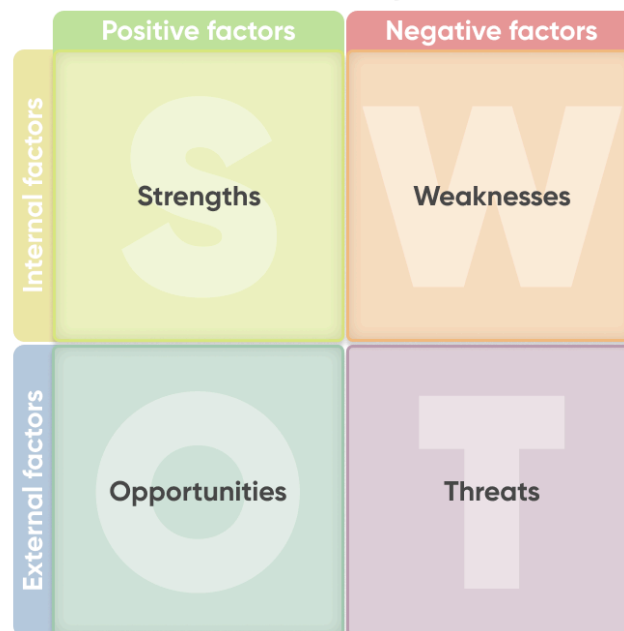 Positive factors
Negative factors
Internal factors
S
Strengths
W
Weaknesses
External factors
O
Opportunities
T
Threats